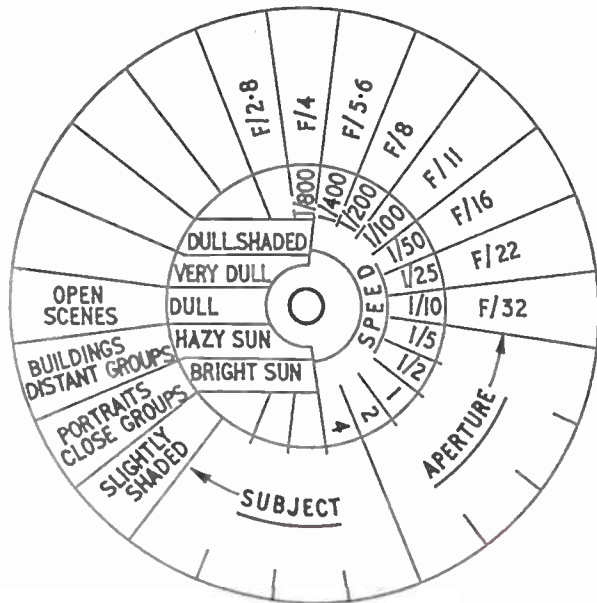 F/2·8
F/4
F/5·6
F/8
F/11
F/16
F/22
F/32
1/800
1/400
1/200
1/100
1/50
1/25
1/10
1/5
1/2
1
2
4
SPEED
DULL.SHADED
VERY DULL
DULL
HAZY SUN
BRIGHT SUN
OPEN
SCENES
BUILDINGS
DISTANT GROUPS
PORTRAITS
CLOSE GROUPS
SLIGHTLY
SHADED
SUBJECT
APERTURE